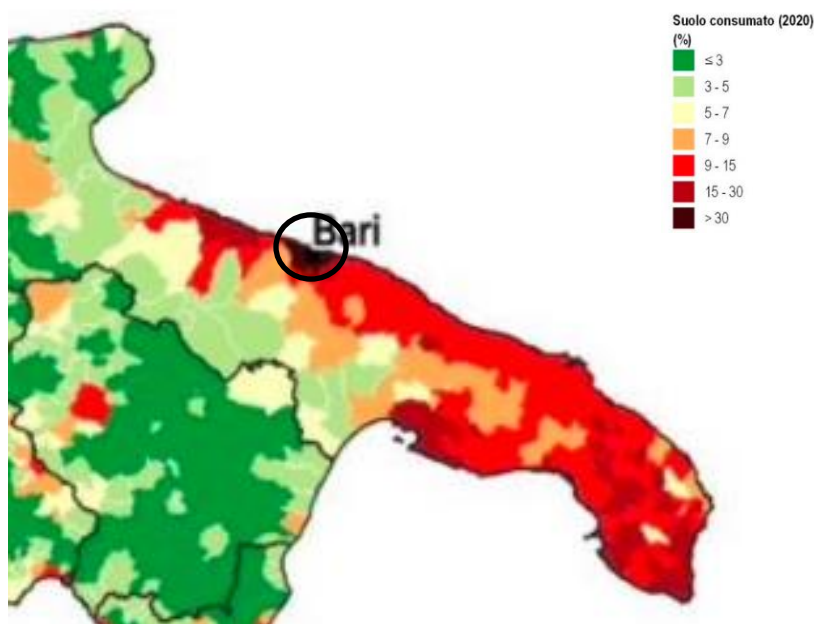 Suolo consumato (2020)
(%)
≤ 3
3 - 5
5 - 7
7 - 9
9 - 15
15 - 30
> 30
Bari